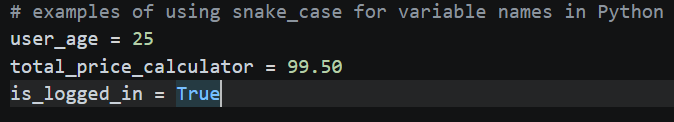 # examples of using snake_case for variable names in Python
user_age = 25
total_price_calculator = 99.50
is_logged_in = True